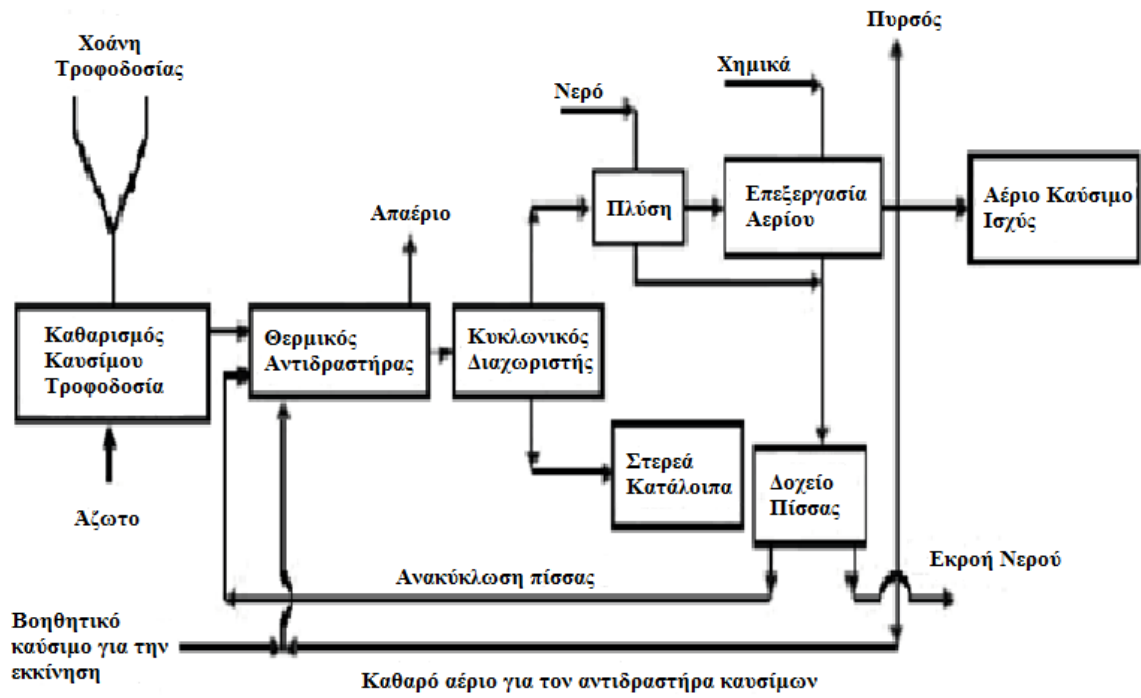 Πυρσός
Χοάνη
Τροφοδοσίας
Χημικά
Νερό
Πλύση
Επεξεργασία
Αερίου
Αέριο Καύσιμο
Ισχύς
Απαέριο
Καθαρισμός
Καυσίμου
Τροφοδοσία
Θερμικός
Αντιδραστήρας
Κυκλωνικός
Διαχωριστής
Στερεά
Κατάλοιπα
Δοχείο
Πίσσας
Άζωτο
Εκροή Νερού
Ανακύκλωση πίσσας
Βοηθητικό
καύσιμο για την
εκκίνηση
Καθαρό αέριο για τον αντιδραστήρα καυσίμων